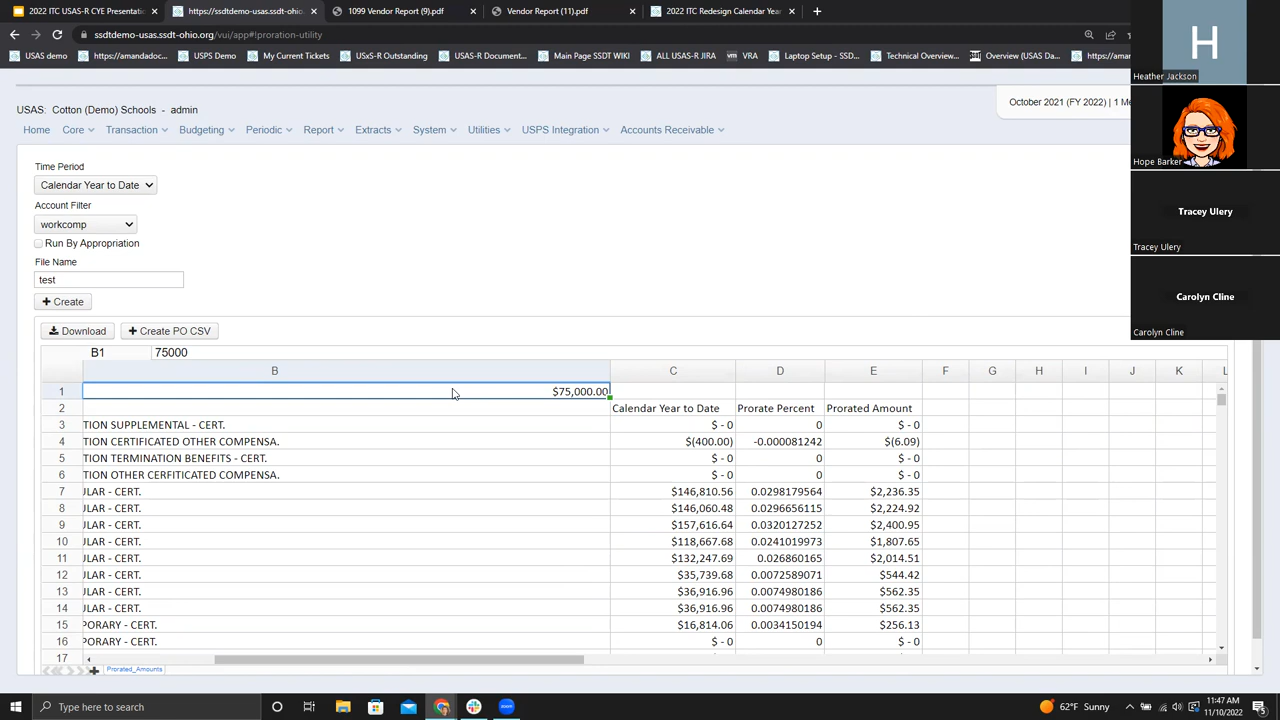 2022 ITC USAS-R CYE Presentatio
https://ssdtdemo-usas.ssdt-ohio.
1099 Vendor Report (9).pdf
Vendor Report (11).pdf
2022 ITC Redesign Calendar Year
ssdtdemo-usas.ssdt-ohio.org/vui/app#!proration-utility
USAS demo
https://amandadoc...
USPS Demo
My Current Tickets
USxS-R Outstanding
USAS-R Document...
Main Page SSDT WIKI
ALL USAS-R JIRA
VRA
Laptop Setup - SSD...
Technical Overview...
Overview (USAS Da...
https://am
H
Heather Jackson
Hope Barker
Tracey Ulery
Tracey Ulery
Carolyn Cline
Carolyn Cline
USAS: Cotton (Demo) Schools - admin
October 2021 (FY 2022) | 1 Me
Home Core Transaction Budgeting Periodic Report Extracts System Utilities USPS Integration Accounts Receivable
Time Period
Calendar Year to Date
Account Filter
workcomp
Run By Appropriation
File Name
test
+ Create
Download + Create PO CSV
B1 75000
B C D E F G H I J K L
1 $75,000.00
2 Calendar Year to Date Prorate Percent Prorated Amount
3 TION SUPPLEMENTAL - CERT. $ - 0 0 $ - 0
4 TION CERTIFICATED OTHER COMPENSA. $(400.00) -0.000081242 $(6.09)
5 TION TERMINATION BENEFITS - CERT. $ - 0 0 $ - 0
6 TION OTHER CERFITICATED COMPENSA. $ - 0 0 $ - 0
7 ULAR - CERT. $146,810.56 0.0298179564 $2,236.35
8 ULAR - CERT. $146,060.48 0.0296656115 $2,224.92
9 ULAR - CERT. $157,616.64 0.0320127252 $2,400.95
10 ULAR - CERT. $118,667.68 0.0241019973 $1,807.65
11 ULAR - CERT. $132,247.69 0.026860165 $2,014.51
12 ULAR - CERT. $35,739.68 0.0072589071 $544.42
13 ULAR - CERT. $36,916.96 0.0074980186 $562.35
14 ULAR - CERT. $36,916.96 0.0074980186 $562.35
15 PORARY - CERT. $16,814.06 0.0034150194 $256.13
16 PORARY - CERT. $ - 0 0 $ - 0
17
Prorated_Amounts
Type here to search
62°F Sunny
11:47 AM
11/10/2022
5